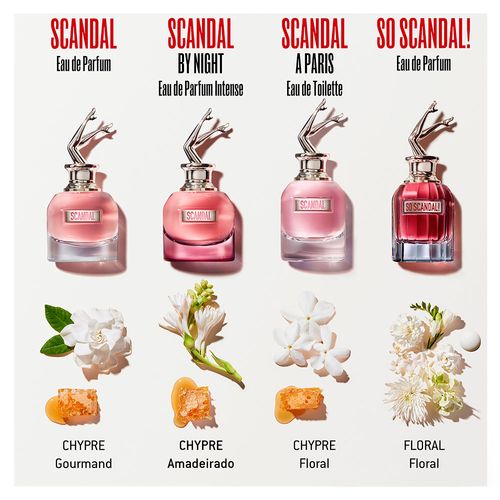 SCANDAL
Eau de Parfum
SCANDAL
BY NIGHT
Eau de Parfum Intense
SCANDAL
A PARIS
Eau de Toilette
SO SCANDAL!
Eau de Parfum
SCANDAL
SCANDAL
SCANDAL
SO SCANDAL!
CHYPRE
Gourmand
CHYPRE
Amadeirado
CHYPRE
Floral
FLORAL
Floral